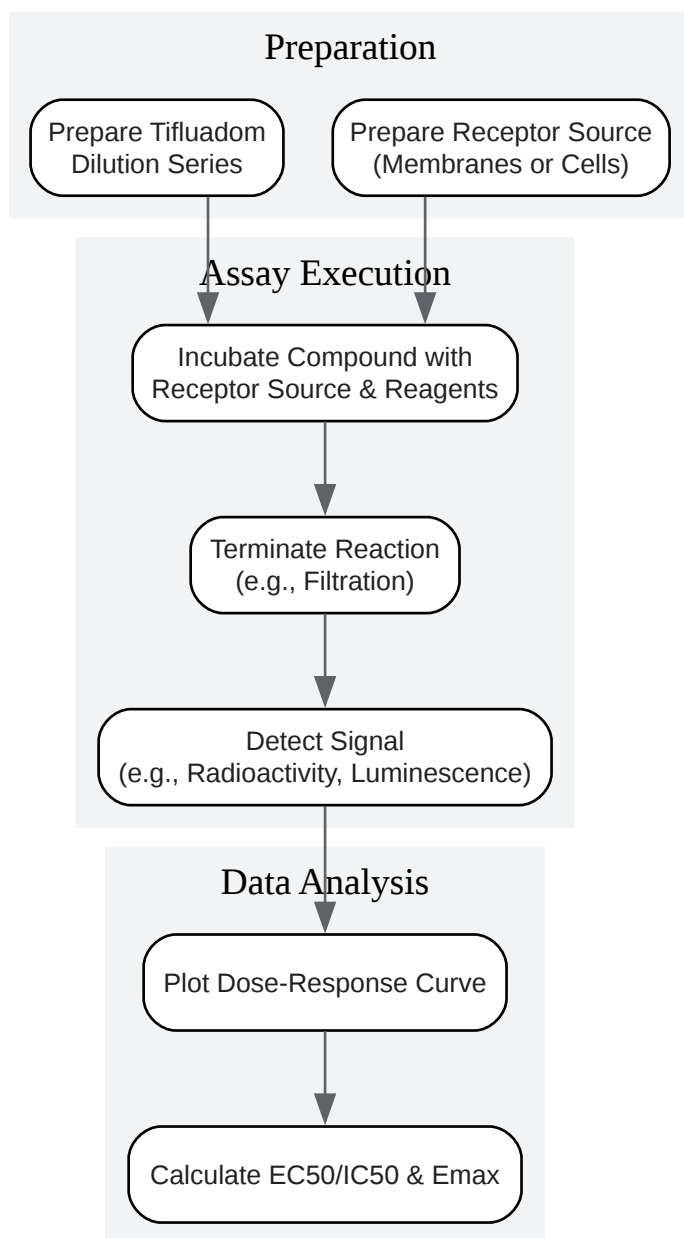 Preparation
Prepare Tifluadom
Dilution Series
Prepare Receptor Source
(Membranes or Cells)
Assay Execution
Incubate Compound with
Receptor Source & Reagents
Terminate Reaction
(e.g., Filtration)
Detect Signal
(e.g., Radioactivity, Luminescence)
Data Analysis
Plot Dose-Response Curve
Calculate EC50/IC50 & Emax